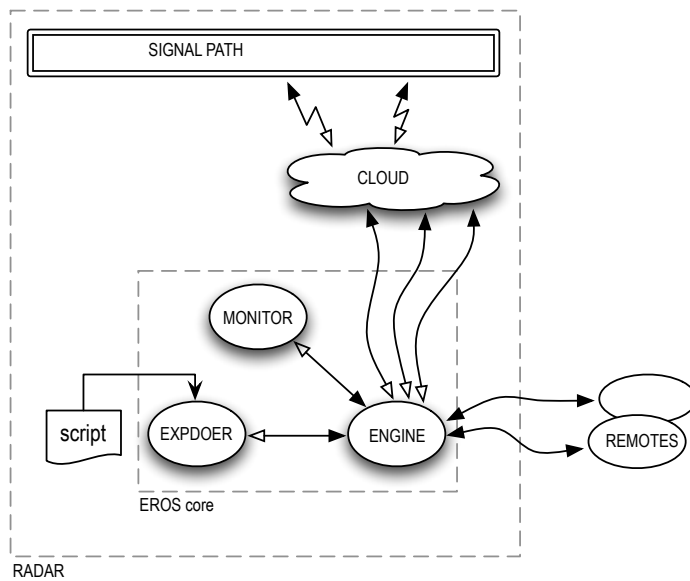 SIGNAL PATH
CLOUD
MONITOR
script
EXPDOER
ENGINE
REMOTES
EROS core
RADAR